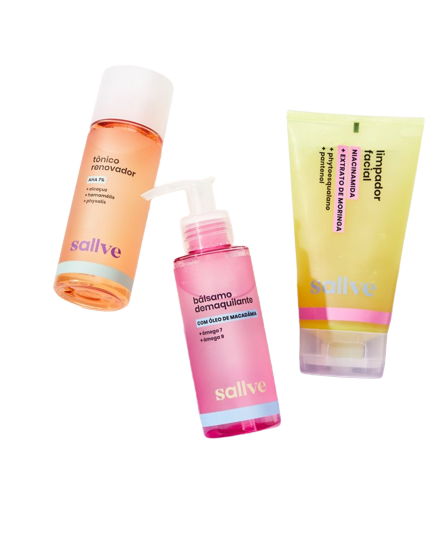 tônico
renovador
AHA 7%
+ abraque
+ hamamélis
+ physalis
sallve
bálsamo
demaquilante
COM ÓLEO DE MACADÂMIA
+ ômega 7
+ ômega 9
sallve
limpador
facial
NIACINAMIDA
+ EXTRATO DE MORINGA
+ phytoesqualano
+ pantenol
sallve